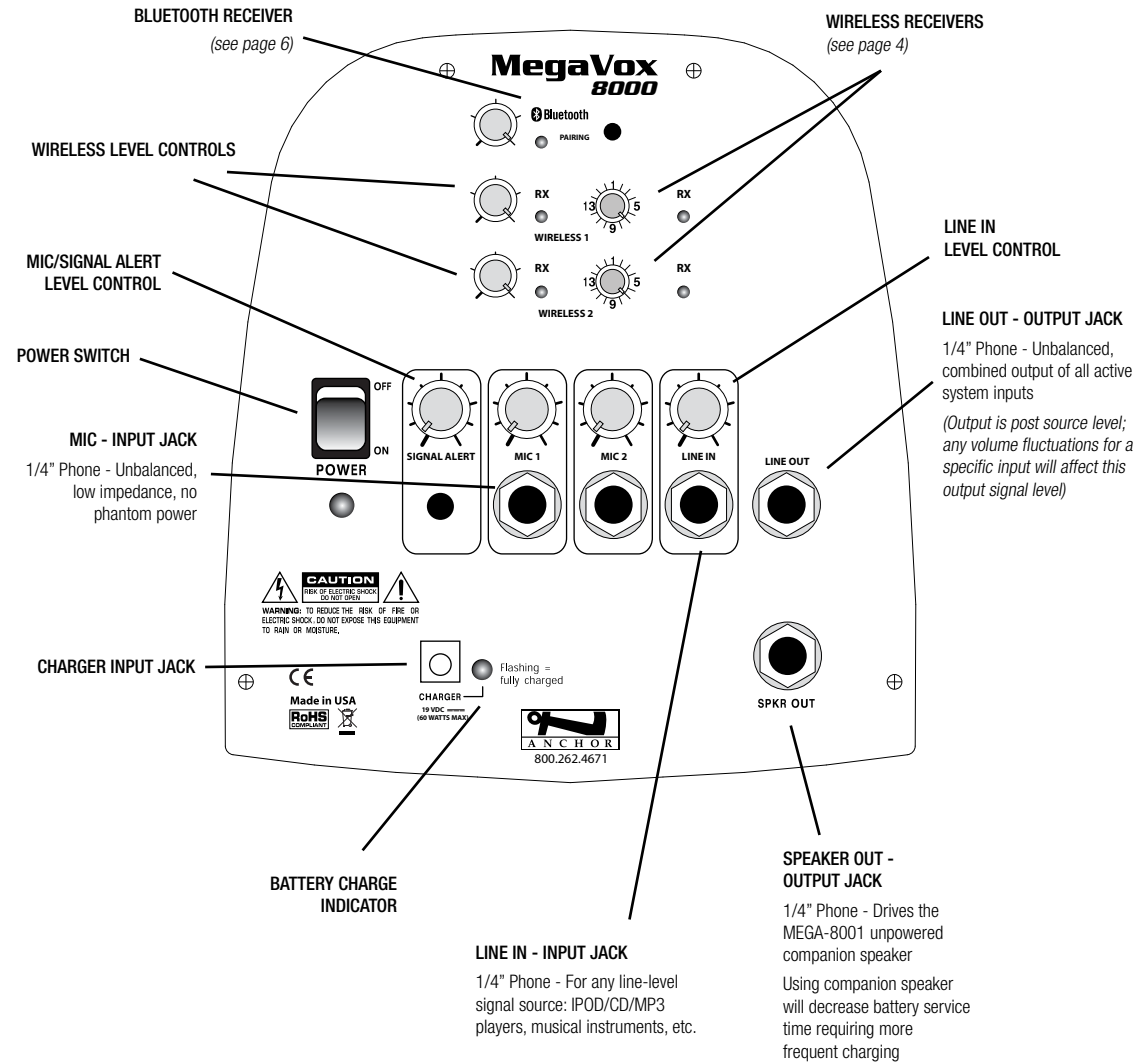 BLUETOOTH RECEIVER
(see page 6)
WIRELESS RECEIVERS
(see page 4)
MegaVox
8000
Bluetooth
PAIRING
WIRELESS LEVEL CONTROLS
RX
1
13
5
9
RX
WIRELESS 1
RX
13
5
9
RX
WIRELESS 2
MIC/SIGNAL ALERT
LEVEL CONTROL
LINE IN
LEVEL CONTROL
POWER SWITCH
OFF
ON
POWER
SIGNAL ALERT
MIC 1
MIC 2
LINE IN
LINE OUT
LINE OUT - OUTPUT JACK
1/4” Phone - Unbalanced,
combined output of all active
system inputs
(Output is post source level;
any volume fluctuations for a
specific input will affect this
output signal level)
MIC - INPUT JACK
1/4” Phone - Unbalanced,
low impedance, no
phantom power
CAUTION
RISK OF ELECTRIC SHOCK
DO NOT OPEN
WARNING: TO REDUCE THE RISK OF FIRE OR
ELECTRIC SHOCK. DO NOT EXPOSE THIS EQUIPMENT
TO RAIN OR MOISTURE.
CHARGER INPUT JACK
CE
Made in USA
RoHS
COMPLIANT
Flashing =
fully charged
CHARGER
19 VDC
(60 WATTS MAX)
ANCHOR
800.262.4671
SPKR OUT
BATTERY CHARGE
INDICATOR
LINE IN - INPUT JACK
1/4” Phone - For any line-level
signal source: IPOD/CD/MP3
players, musical instruments, etc.
SPEAKER OUT -
OUTPUT JACK
1/4” Phone - Drives the
MEGA-8001 unpowered
companion speaker
Using companion speaker
will decrease battery service
time requiring more
frequent charging